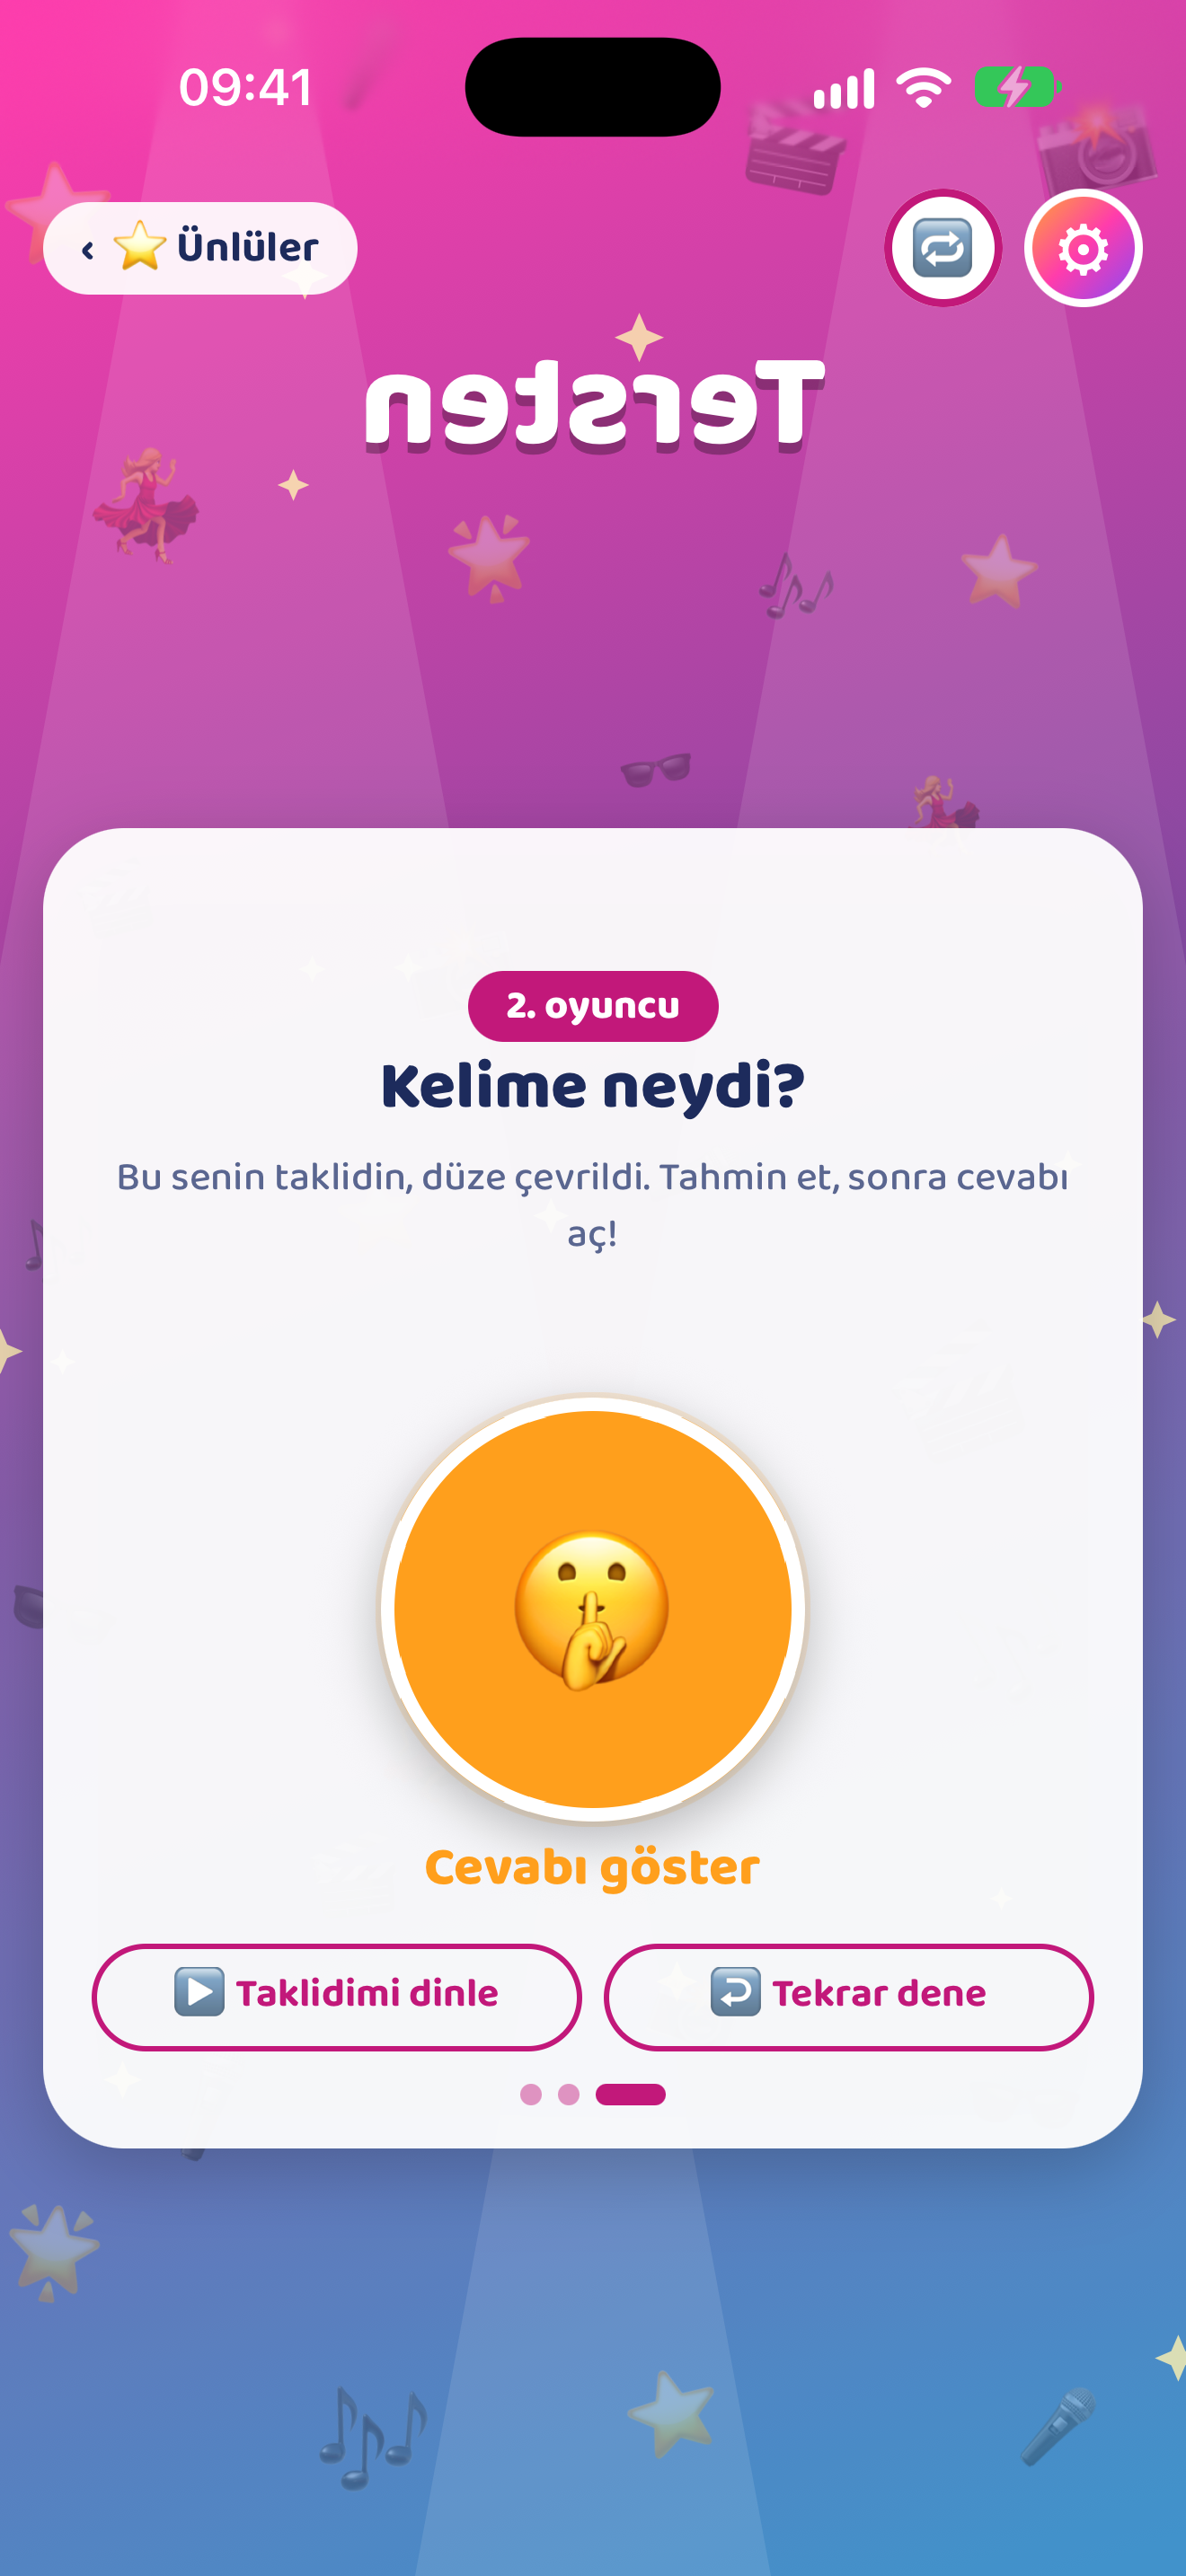 09:41
‹ ⭐ Ünlüler
Tersten
2. oyuncu
Kelime neydi?
Bu senin taklidin, düze çevrildi. Tahmin et, sonra cevabı
aç!
Cevabı göster
Taklidimi dinle
Tekrar dene